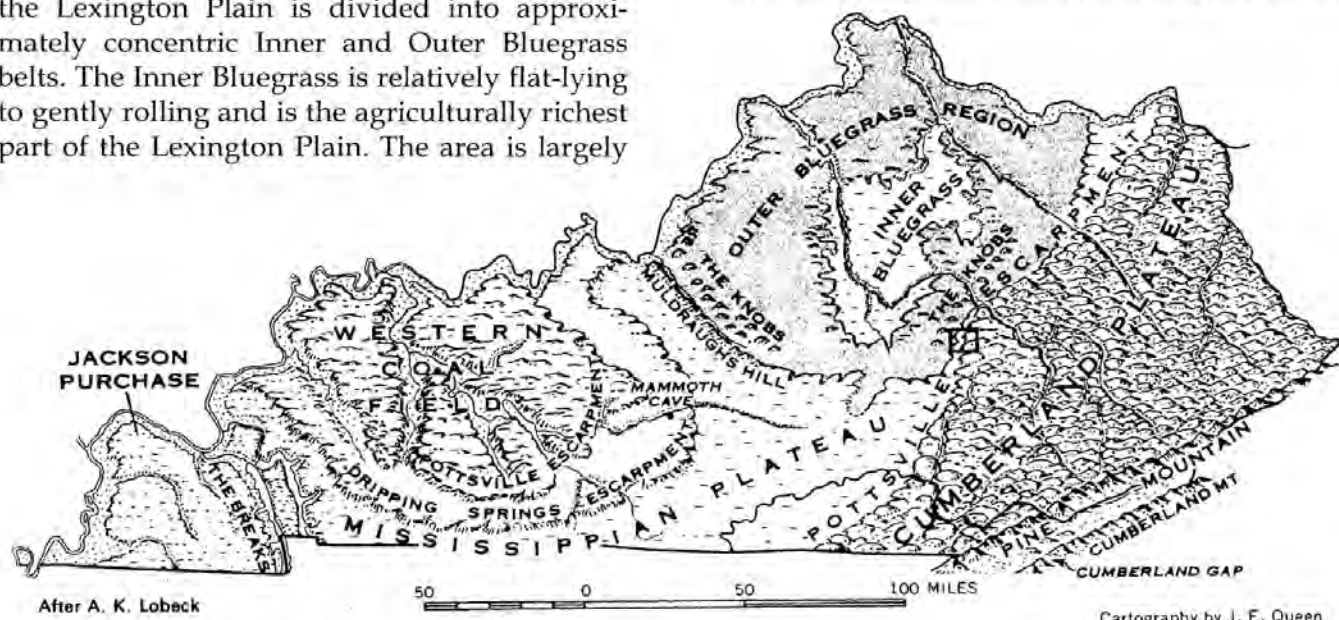 the Lexington Plain is divided into approxi-
mately concentric Inner and Outer Bluegrass
belts. The Inner Bluegrass is relatively flat-lying
to gently rolling and is the agriculturally richest
part of the Lexington Plain. The area is largely
OUTER BLUEGRASS REGION
INNER
BLUEGRASS
THE KNOBS
MULDRAUGHS HILL
THE KNOBS
POTTSVILLE ESCARPMENT
CUMBERLAND PLATEAU
WESTERN
COAL
FIELD
JACKSON
PURCHASE
THE BREAKS
MAMMOTH
CAVE
POTTSVILLE ESCARPMENT
DRIPPING SPRINGS ESCARPMENT
MISSISSIPPIAN PLATEAU
PINE MOUNTAIN
CUMBERLAND MT
CUMBERLAND GAP
50 0 50 100 MILES
After A. K. Lobeck
Cartography by J. E. Queen